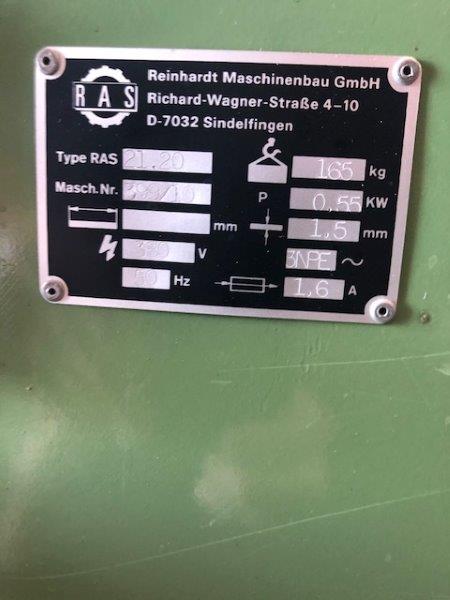 RAS
Reinhardt Maschinenbau GmbH
Richard-Wagner-Straße 4-10
D-7032 Sindelfingen
Type RAS 21.20
165 kg
Masch. Nr.
P 0,55 KW
mm
1,5 mm
380 V
3NPE ~
50 Hz
1,6 A